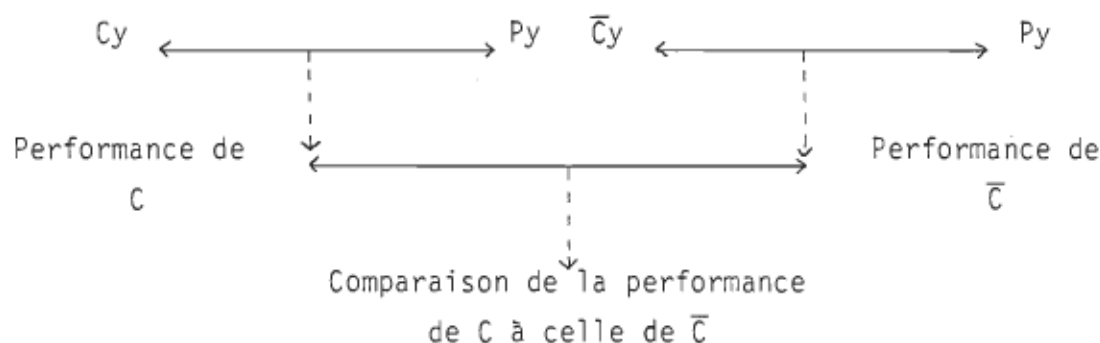 Cy Py C̅y Py
Performance de Performance de
C C̅
Comparaison de la performance
de C à celle de C̅